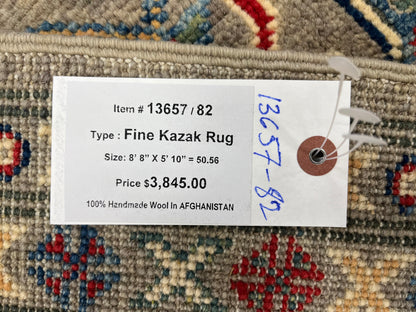 Item # 13657 / 82
Type : Fine Kazak Rug
Size: 8' 8" X 5' 10" = 50.56
Price $3,845.00
100% Handmade Wool In AFGHANISTAN
13657-82